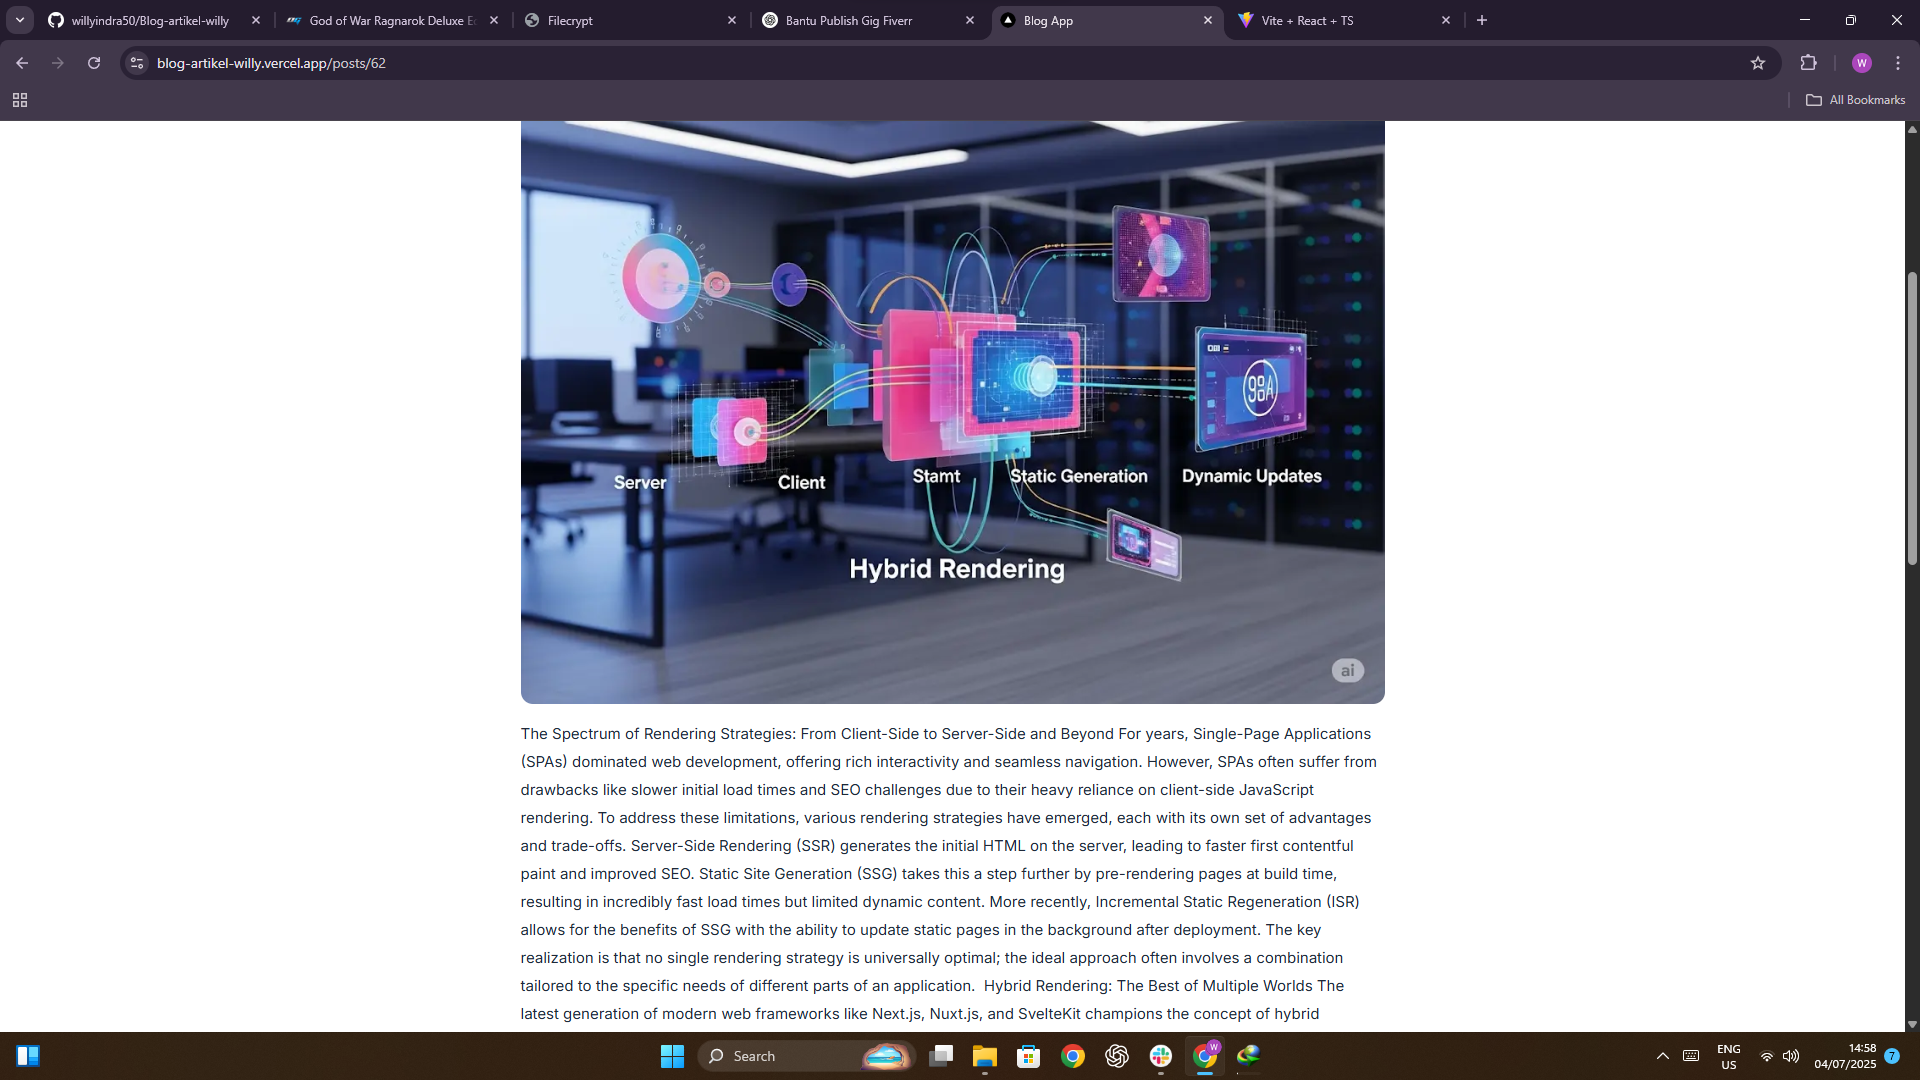 willyindra50/Blog-artikel-willy
God of War Ragnarok Deluxe Ed
Filecrypt
Bantu Publish Gig Fiverr
Blog App
Vite + React + TS
blog-artikel-willy.vercel.app/posts/62
W
All Bookmarks
98A
Server
Client
Stamt
Static Generation
Dynamic Updates
Hybrid Rendering
ai
The Spectrum of Rendering Strategies: From Client-Side to Server-Side and Beyond For years, Single-Page Applications
(SPAs) dominated web development, offering rich interactivity and seamless navigation. However, SPAs often suffer from
drawbacks like slower initial load times and SEO challenges due to their heavy reliance on client-side JavaScript
rendering. To address these limitations, various rendering strategies have emerged, each with its own set of advantages
and trade-offs. Server-Side Rendering (SSR) generates the initial HTML on the server, leading to faster first contentful
paint and improved SEO. Static Site Generation (SSG) takes this a step further by pre-rendering pages at build time,
resulting in incredibly fast load times but limited dynamic content. More recently, Incremental Static Regeneration (ISR)
allows for the benefits of SSG with the ability to update static pages in the background after deployment. The key
realization is that no single rendering strategy is universally optimal; the ideal approach often involves a combination
tailored to the specific needs of different parts of an application.  Hybrid Rendering: The Best of Multiple Worlds The
latest generation of modern web frameworks like Next.js, Nuxt.js, and SvelteKit champions the concept of hybrid
Search
W
ENG
US
14:58
04/07/2025
7